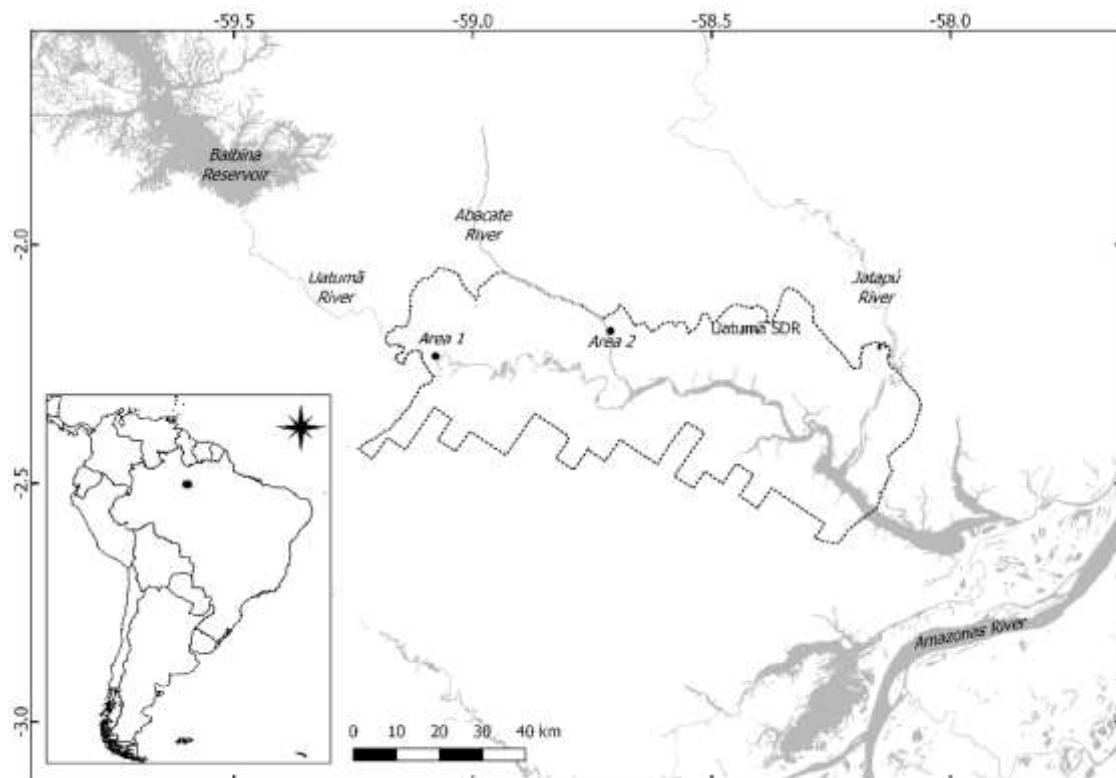 -59.5
-59.0
-58.5
-58.0
Balbina
Reservoir
Abacate
River
-2.0
Uatumã
River
Jatapú
River
Uatumã SDR
Area 1
Area 2
-2.5
Amazonas River
-3.0
0 10 20 30 40 km